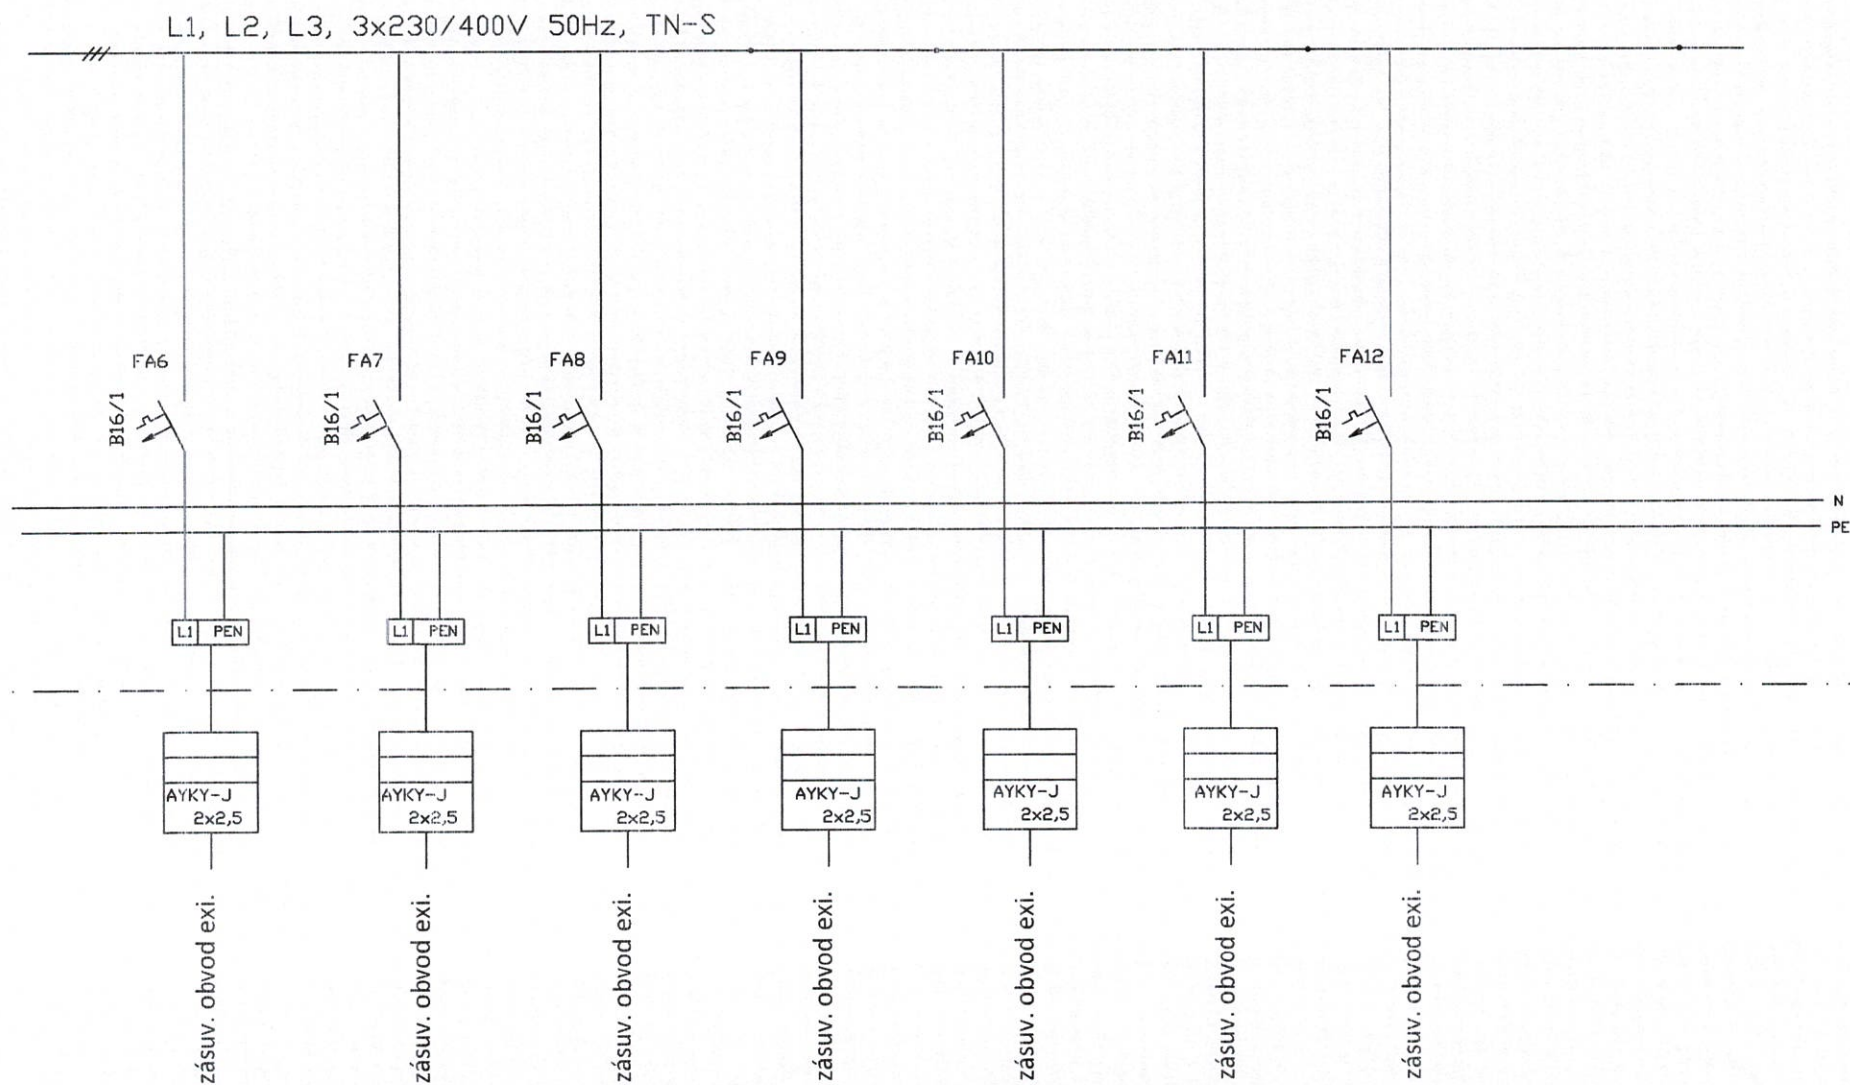 L1, L2, L3, 3x230/400V 50Hz, TN-S
FA6 FA7 FA8 FA9 FA10 FA11 FA12
B16/1 B16/1 B16/1 B16/1 B16/1 B16/1 B16/1
N
PE
L1 PEN L1 PEN L1 PEN L1 PEN L1 PEN L1 PEN L1 PEN
AYKY-J AYKY-J AYKY-J AYKY-J AYKY-J AYKY-J AYKY-J
2x2,5 2x2,5 2x2,5 2x2,5 2x2,5 2x2,5 2x2,5
zásuv. obvod exi.
zásuv. obvod exi.
zásuv. obvod exi.
zásuv. obvod exi.
zásuv. obvod exi.
zásuv. obvod exi.
zásuv. obvod exi.